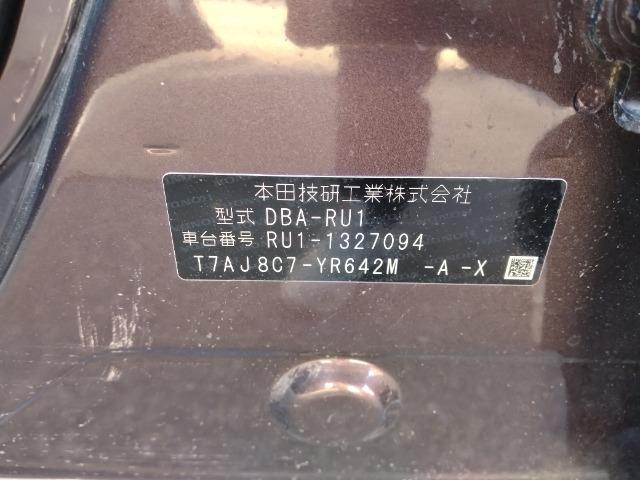 本田技研工業株式会社
型式 DBA-RU1
車台番号 RU1-1327094
T7AJ8C7-YR642M -A -X